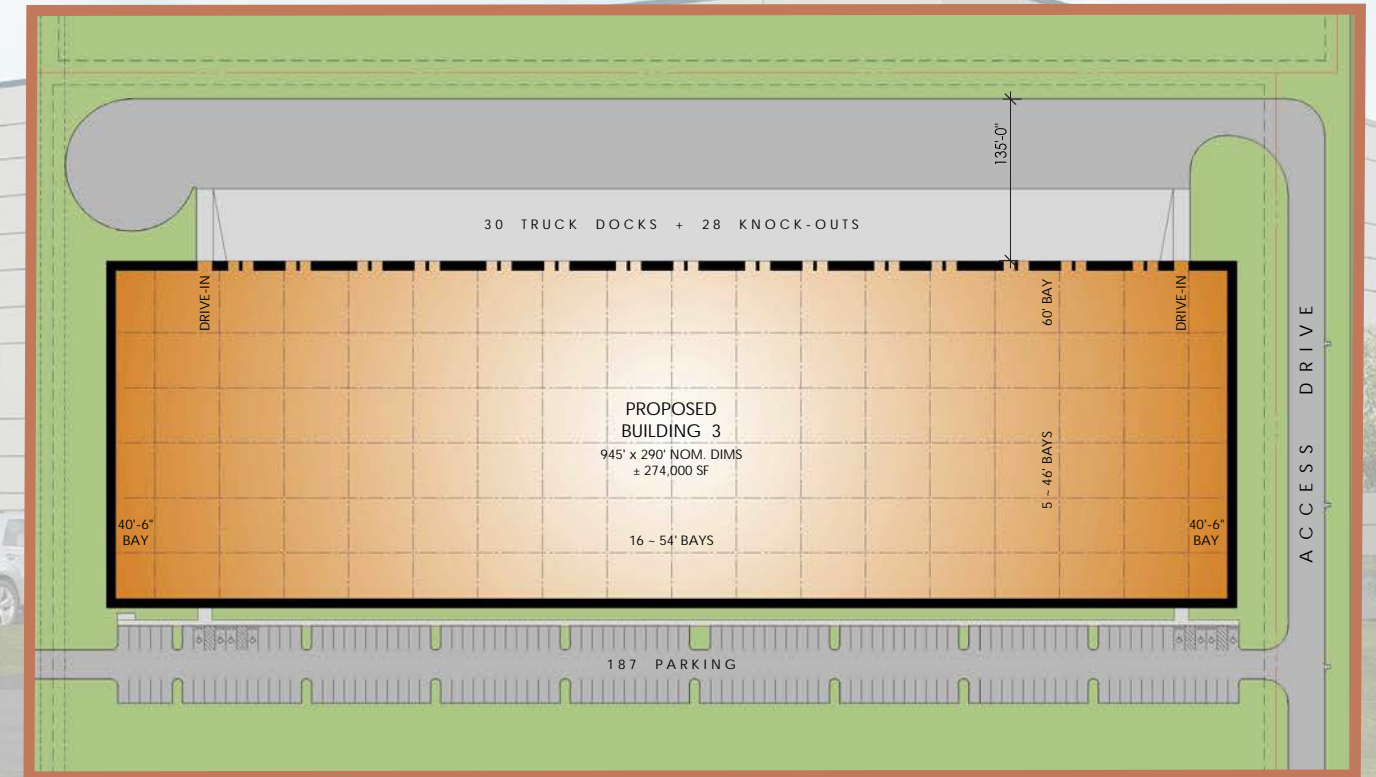 135'-0"
30 TRUCK DOCKS + 28 KNOCK-OUTS
DRIVE-IN
60' BAY
DRIVE-IN
ACCESS DRIVE
PROPOSED
BUILDING 3
945' x 290' NOM. DIMS
± 274,000 SF
5 ~ 46' BAYS
40'-6"
BAY
16 ~ 54' BAYS
40'-6"
BAY
187 PARKING